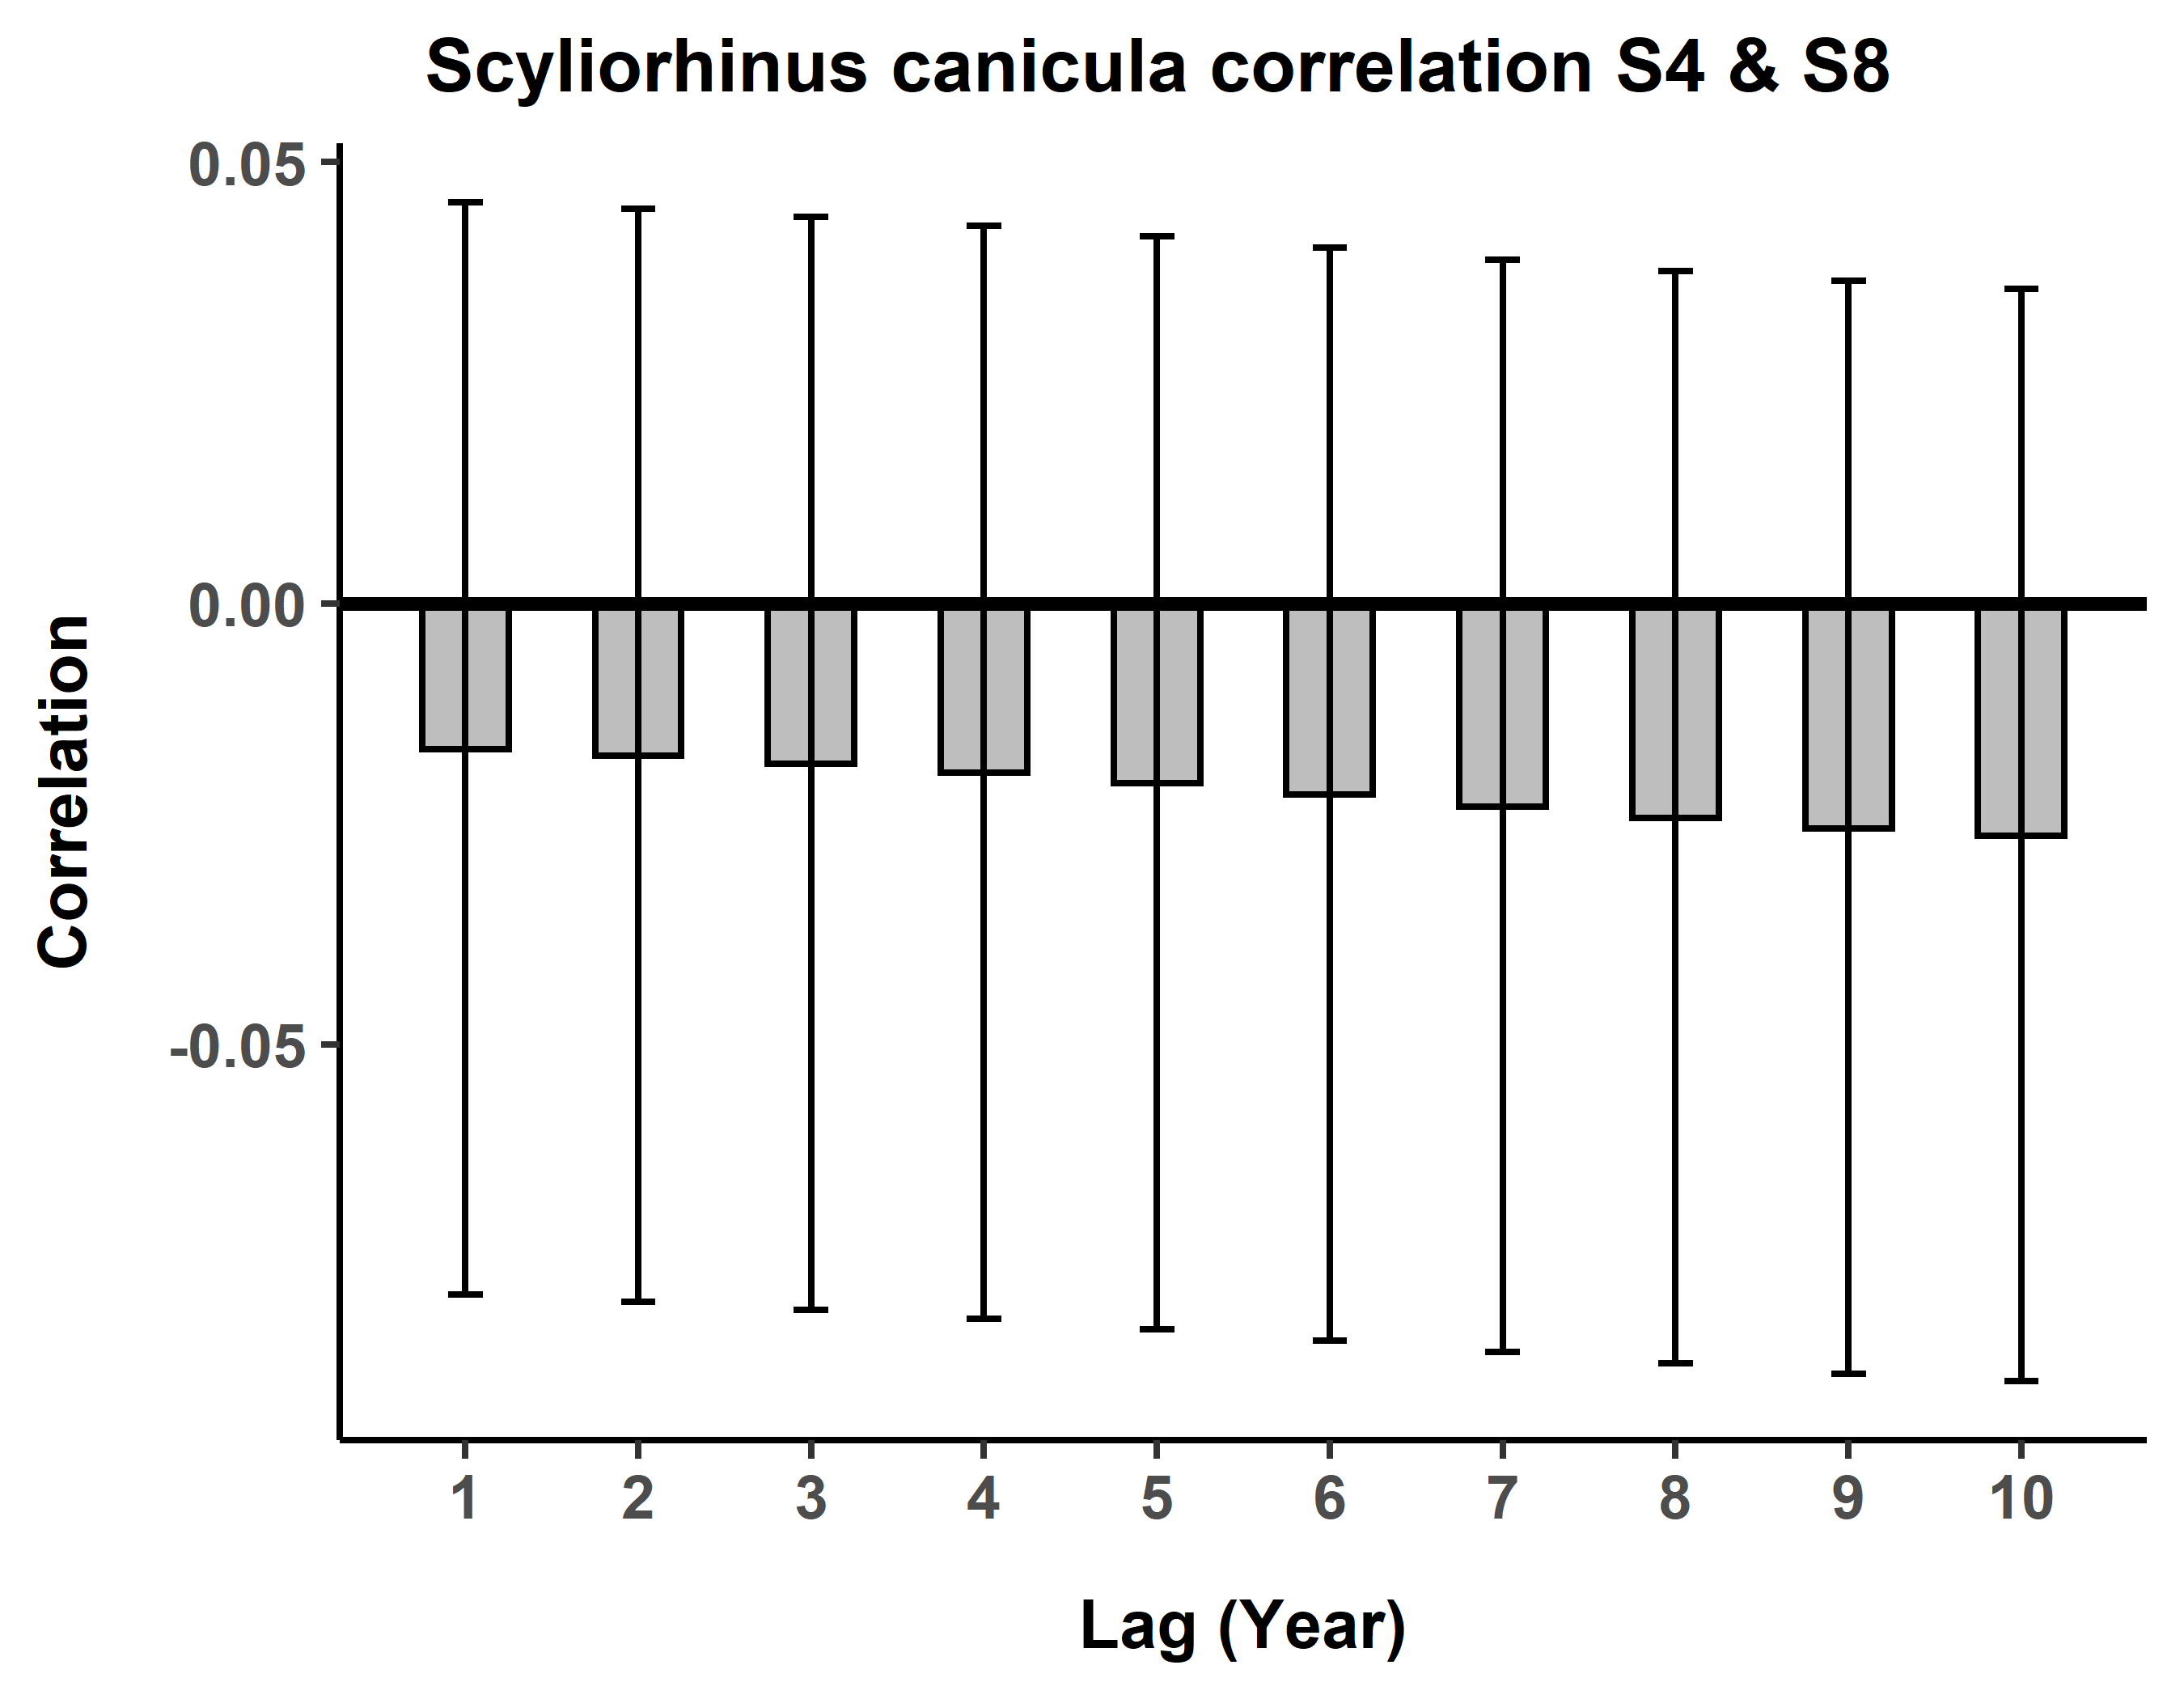 Scyliorhinus canicula correlation S4 & S8
0.05
0.00
-0.05
Correlation
1 2 3 4 5 6 7 8 9 10
Lag (Year)